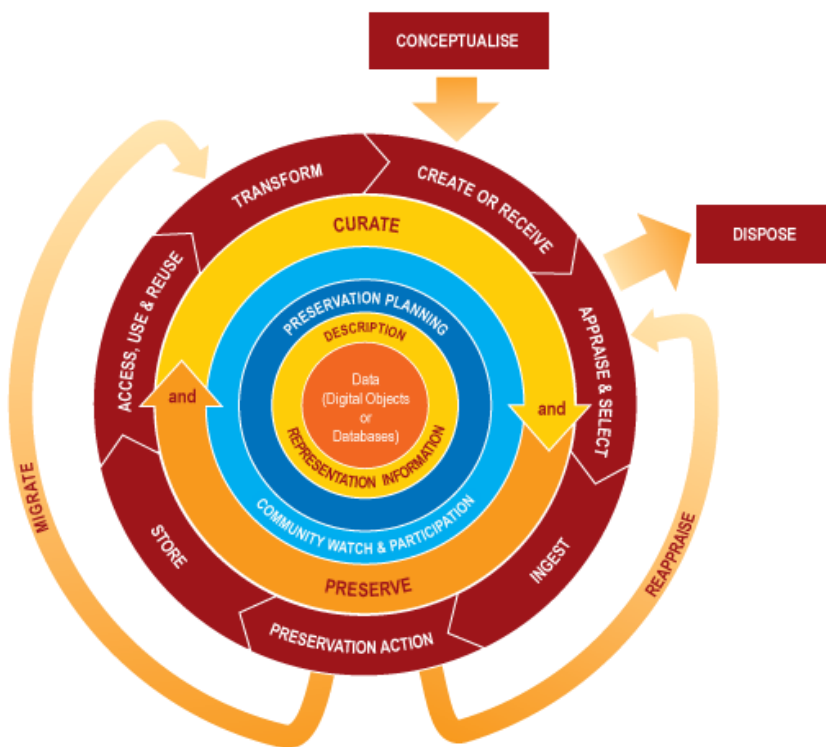 CONCEPTUALISE
CREATE OR RECEIVE
DISPOSE
APPRAISE & SELECT
REAPPRAISE
INGEST
PRESERVATION ACTION
MIGRATE
STORE
ACCESS, USE & REUSE
TRANSFORM
CURATE
and
PRESERVE
and
COMMUNITY WATCH & PARTICIPATION
PRESERVATION PLANNING
DESCRIPTION
REPRESENTATION INFORMATION
Data
(Digital Objects
or
Databases)